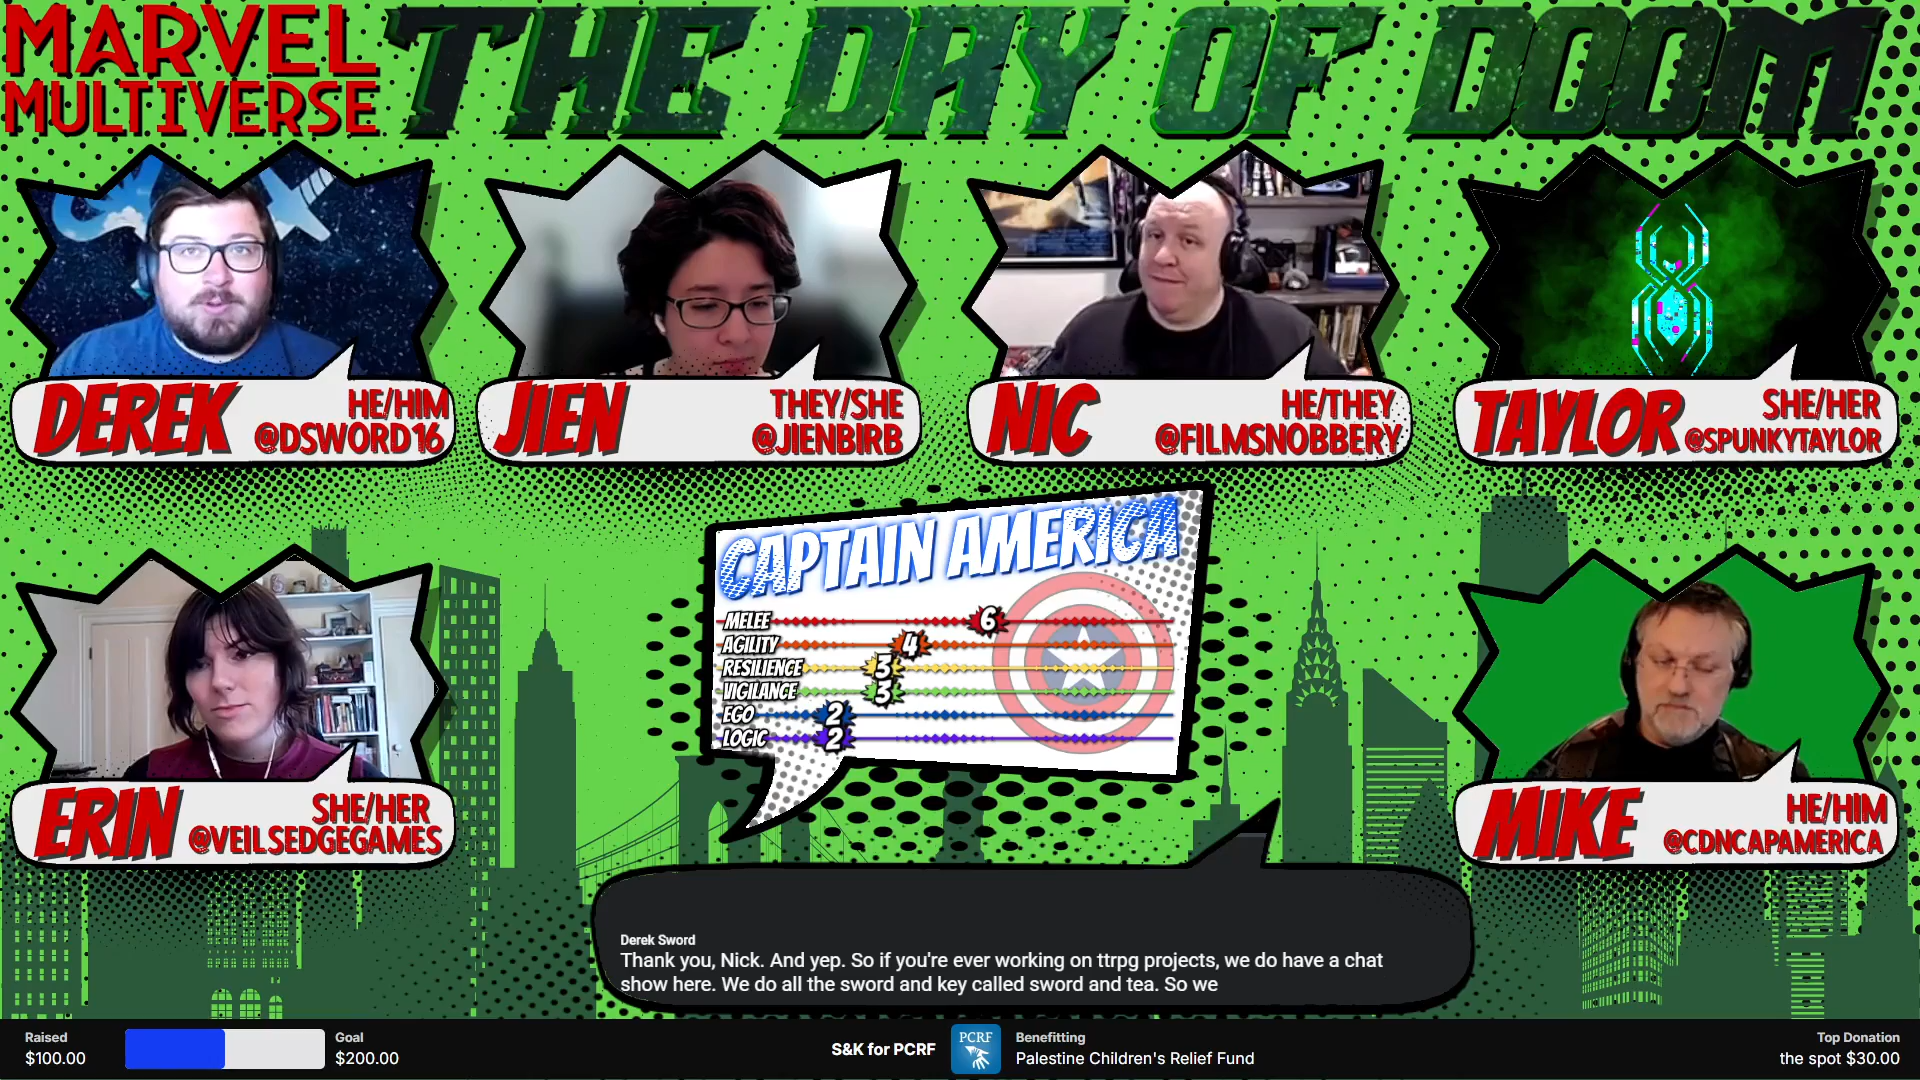 MARVEL
MULTIVERSE
THE DAY OF DOOM
DEREK
HE/HIM
@DSWORD16
JIEN
THEY/SHE
@JIENBIRB
NIC
HE/THEY
@FILMSNOBBERY
TAYLOR
SHE/HER
@SPUNKYTAYLOR
CAPTAIN AMERICA
MELEE 6
AGILITY 4
RESILIENCE 3
VIGILANCE 3
EGO 2
LOGIC 2
ERIN
SHE/HER
@VEILSEDGEGAMES
MIKE
HE/HIM
@CDNCAPAMERICA
Derek Sword
Thank you, Nick. And yep. So if you're ever working on ttrpg projects, we do have a chat
show here. We do all the sword and key called sword and tea. So we
Raised
$100.00
Goal
$200.00
S&K for PCRF
PCRF
Benefitting
Palestine Children's Relief Fund
Top Donation
the spot $30.00